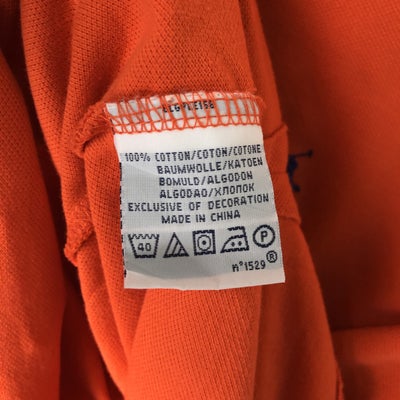 100% COTTON/COTON/COTONE
BAUMWOLLE/KATOEN
BOMULD/ALGODON
ALGODAO/ХЛОПОК
EXCLUSIVE OF DECORATION
MADE IN CHINA
40 P
n°1529®